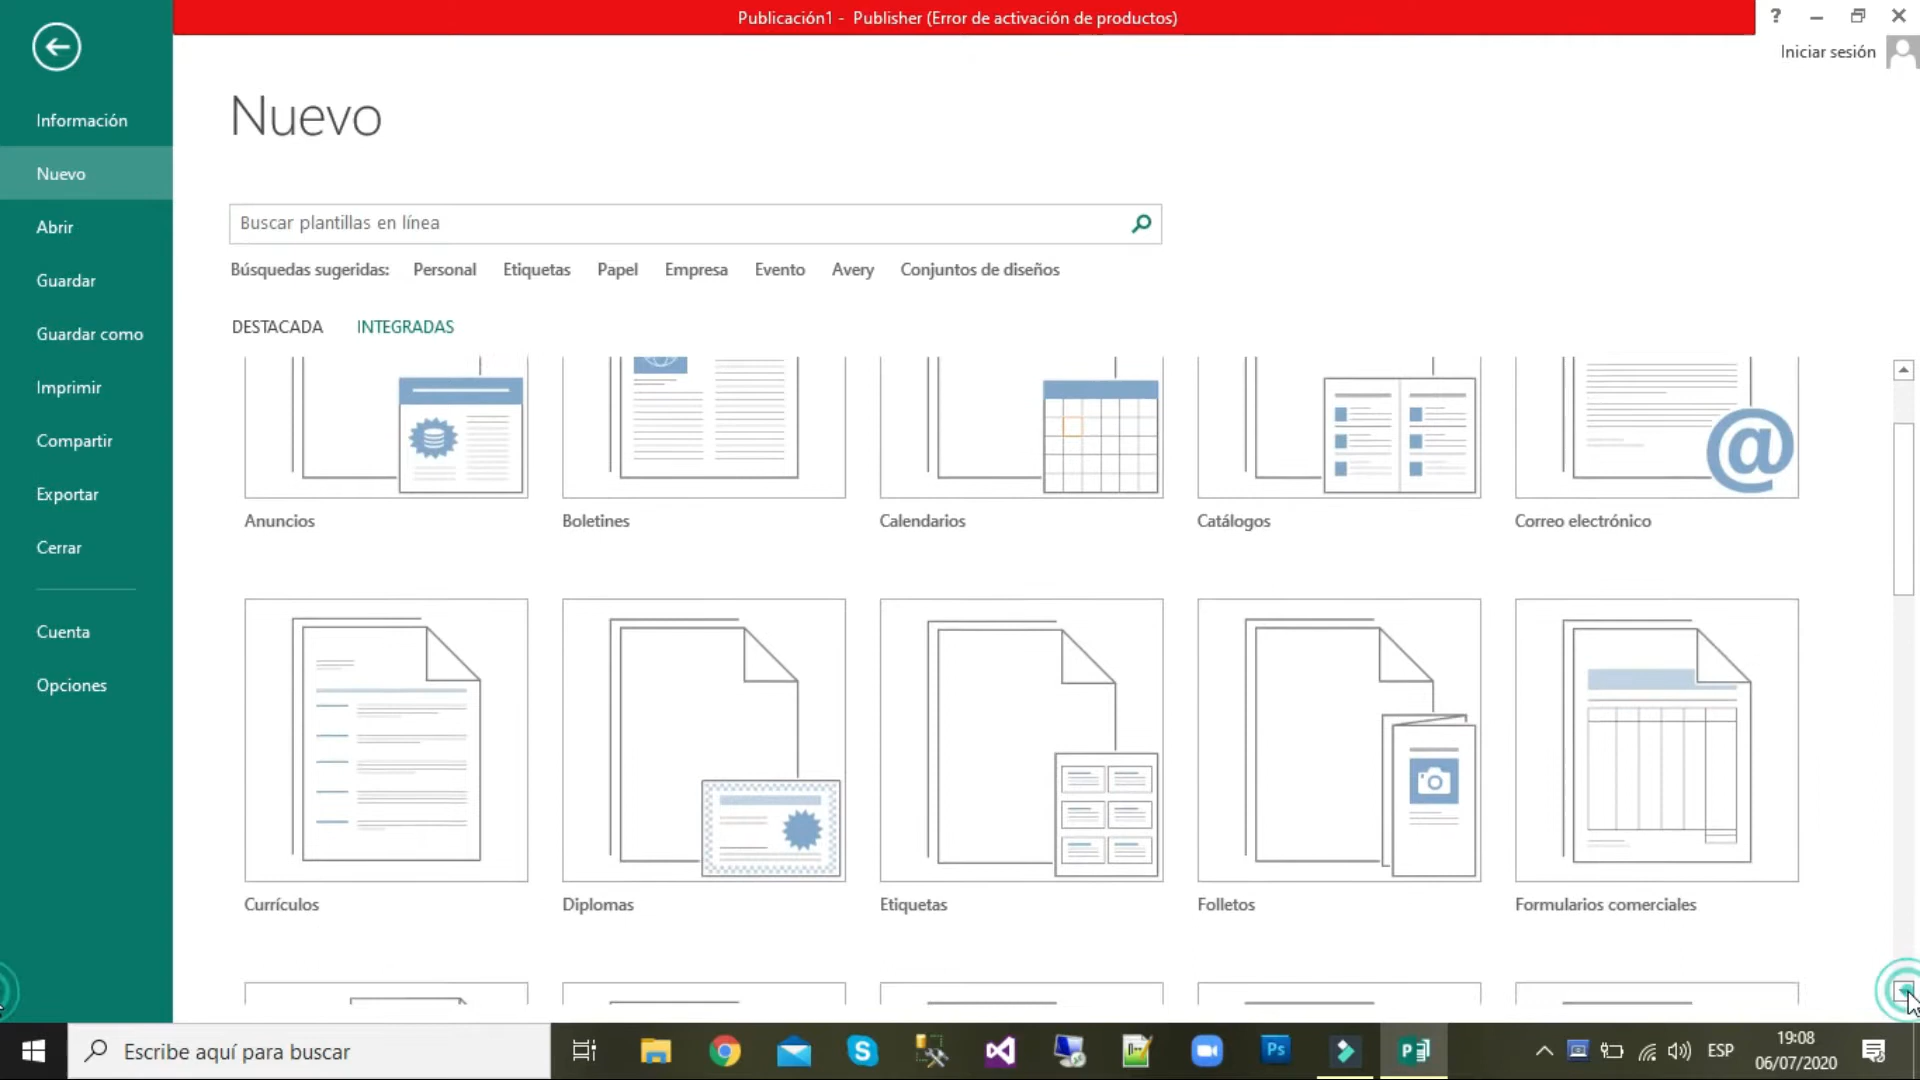 Publicación1 - Publisher (Error de activación de productos)
?
Iniciar sesión
Información
Nuevo
Abrir
Guardar
Guardar como
Imprimir
Compartir
Exportar
Cerrar
Cuenta
Opciones
Nuevo
Buscar plantillas en línea
Búsquedas sugeridas: Personal Etiquetas Papel Empresa Evento Avery Conjuntos de diseños
DESTACADA INTEGRADAS
@
Anuncios Boletines Calendarios Catálogos Correo electrónico
Currículos Diplomas Etiquetas Folletos Formularios comerciales
Escribe aquí para buscar
S
Ps
P
ESP
19:08
06/07/2020